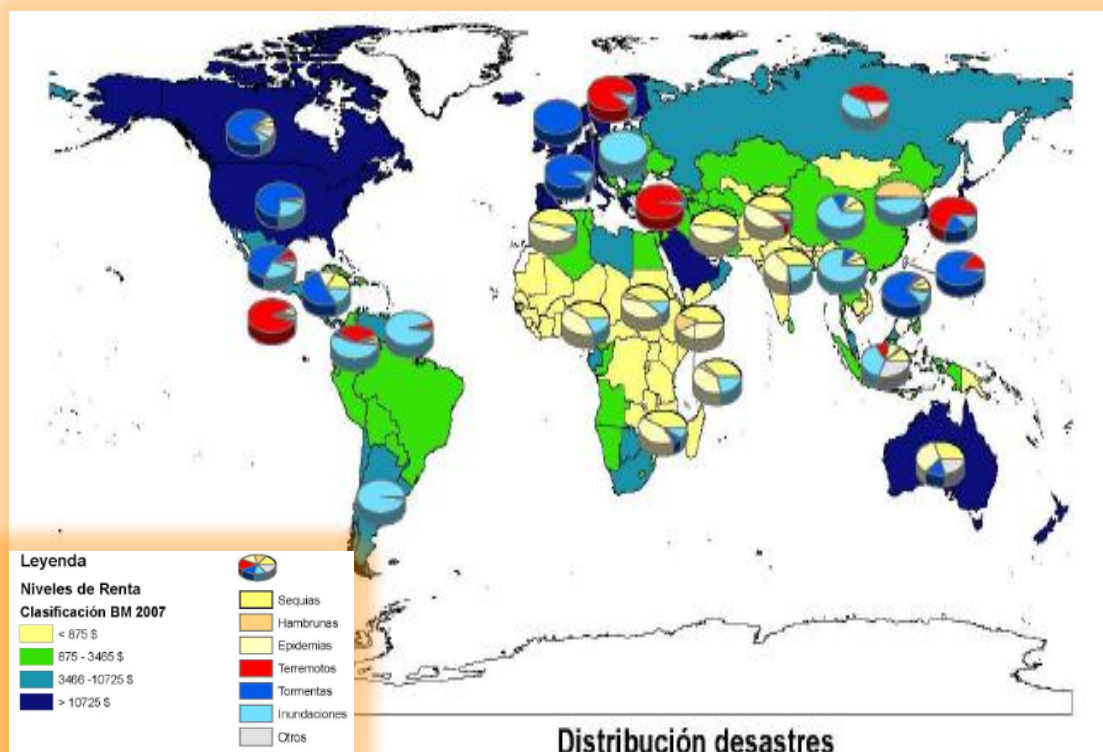 Leyenda
Niveles de Renta
Clasificación BM 2007
< 875 $
875 - 3465 $
3466 -10725 $
> 10725 $
Sequias
Hambrunas
Epidemias
Terremotos
Tormentas
Inundaciones
Otros
Distribución desastres